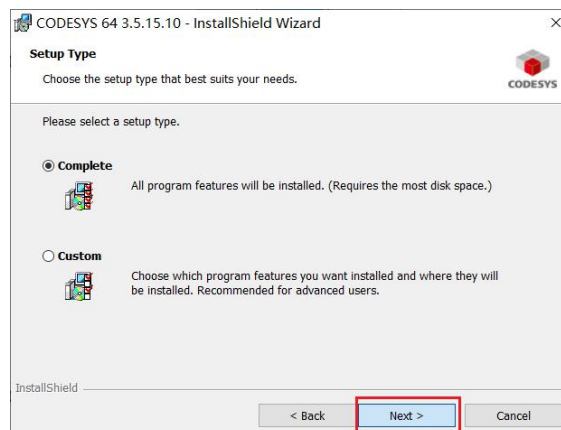 CODESYS 64 3.5.15.10 - InstallShield Wizard
Setup Type
Choose the setup type that best suits your needs.
CODESYS
Please select a setup type.
Complete
All program features will be installed. (Requires the most disk space.)
Custom
Choose which program features you want installed and where they will
be installed. Recommended for advanced users.
InstallShield
< Back
Next >
Cancel